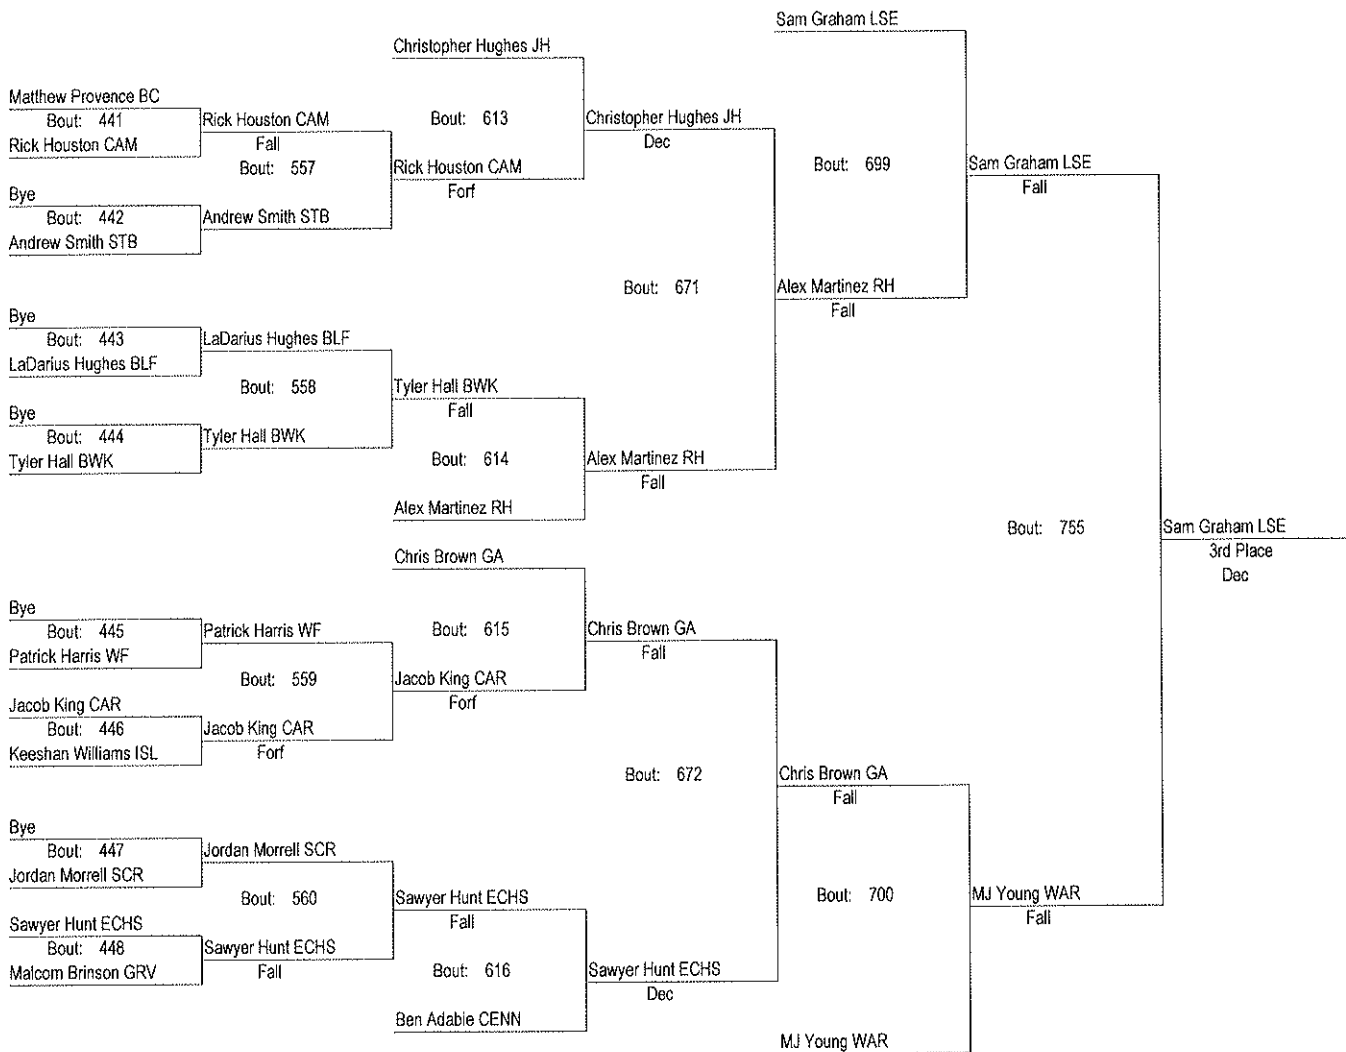 Sam Graham LSE
Christopher Hughes JH
Matthew Provence BC
Bout: 441
Rick Houston CAM
Rick Houston CAM
Fall
Bout: 557
Bout: 613
Christopher Hughes JH
Dec
Rick Houston CAM
Forf
Bye
Bout: 442
Andrew Smith STB
Andrew Smith STB
Bout: 699
Sam Graham LSE
Fall
Bout: 671
Alex Martinez RH
Fall
Bye
Bout: 443
LaDarius Hughes BLF
LaDarius Hughes BLF
Bout: 558
Tyler Hall BWK
Fall
Bye
Bout: 444
Tyler Hall BWK
Tyler Hall BWK
Bout: 614
Alex Martinez RH
Fall
Alex Martinez RH
Bout: 755
Sam Graham LSE
3rd Place
Dec
Chris Brown GA
Bye
Bout: 445
Patrick Harris WF
Patrick Harris WF
Bout: 615
Chris Brown GA
Fall
Bout: 559
Jacob King CAR
Forf
Jacob King CAR
Bout: 446
Keeshan Williams ISL
Jacob King CAR
Forf
Bout: 672
Chris Brown GA
Fall
Bye
Bout: 447
Jordan Morrell SCR
Jordan Morrell SCR
Bout: 560
Sawyer Hunt ECHS
Fall
Bout: 700
MJ Young WAR
Fall
Sawyer Hunt ECHS
Bout: 448
Malcom Brinson GRV
Sawyer Hunt ECHS
Fall
Bout: 616
Sawyer Hunt ECHS
Dec
Ben Adabie CENN
MJ Young WAR